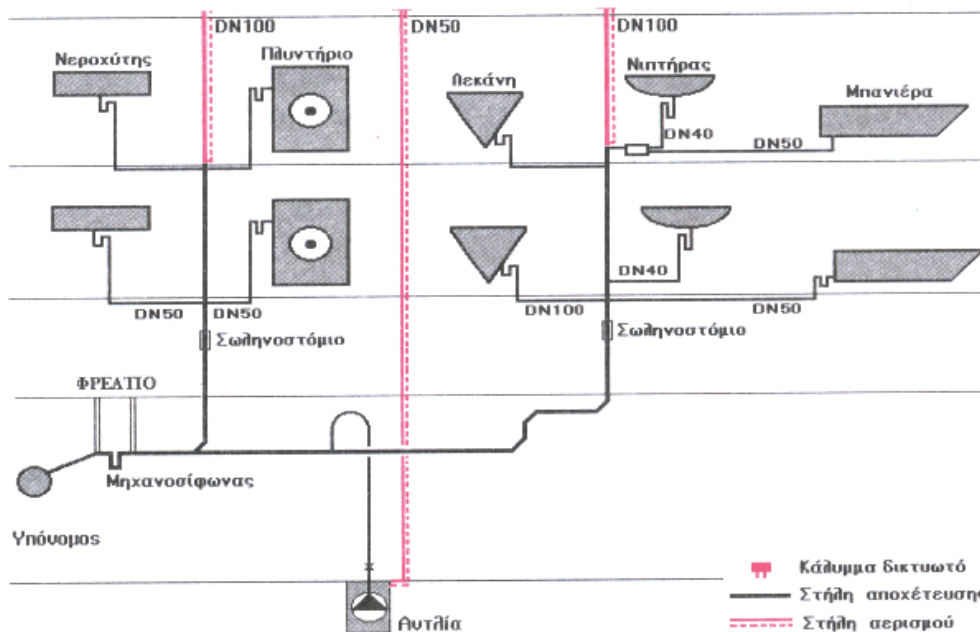 DN100
DN50
DN100
Νεροχύτης
Πλυντήριο
Λεκάνη
Νιπτήρας
Μπανιέρα
DN40
DN50
DN40
DN50
DN50
DN100
DN50
Σωληνοστόμιο
Σωληνοστόμιο
ΦΡΕΑΤΙΟ
Μηχανοσίφωνας
Υπόνομος
Κάλυμμα δικτυωτό
Στήλη αποχέτευσης
Αντλία
Στήλη αερισμού